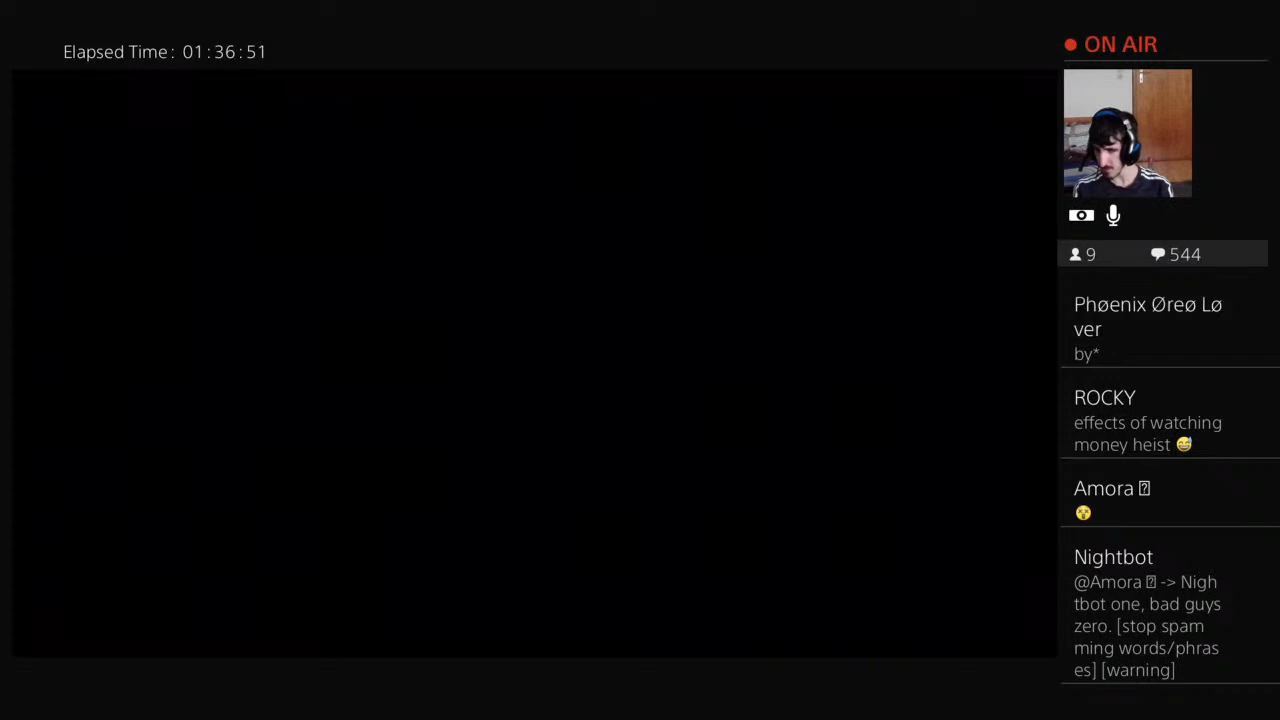 Elapsed Time: 01:36:51
ON AIR
9 544
Phøenix Øreø Lø
ver
by*
ROCKY
effects of watching
money heist 😅
Amora
😵
Nightbot
@Amora -> Nigh
tbot one, bad guys
zero. [stop spam
ming words/phras
es] [warning]